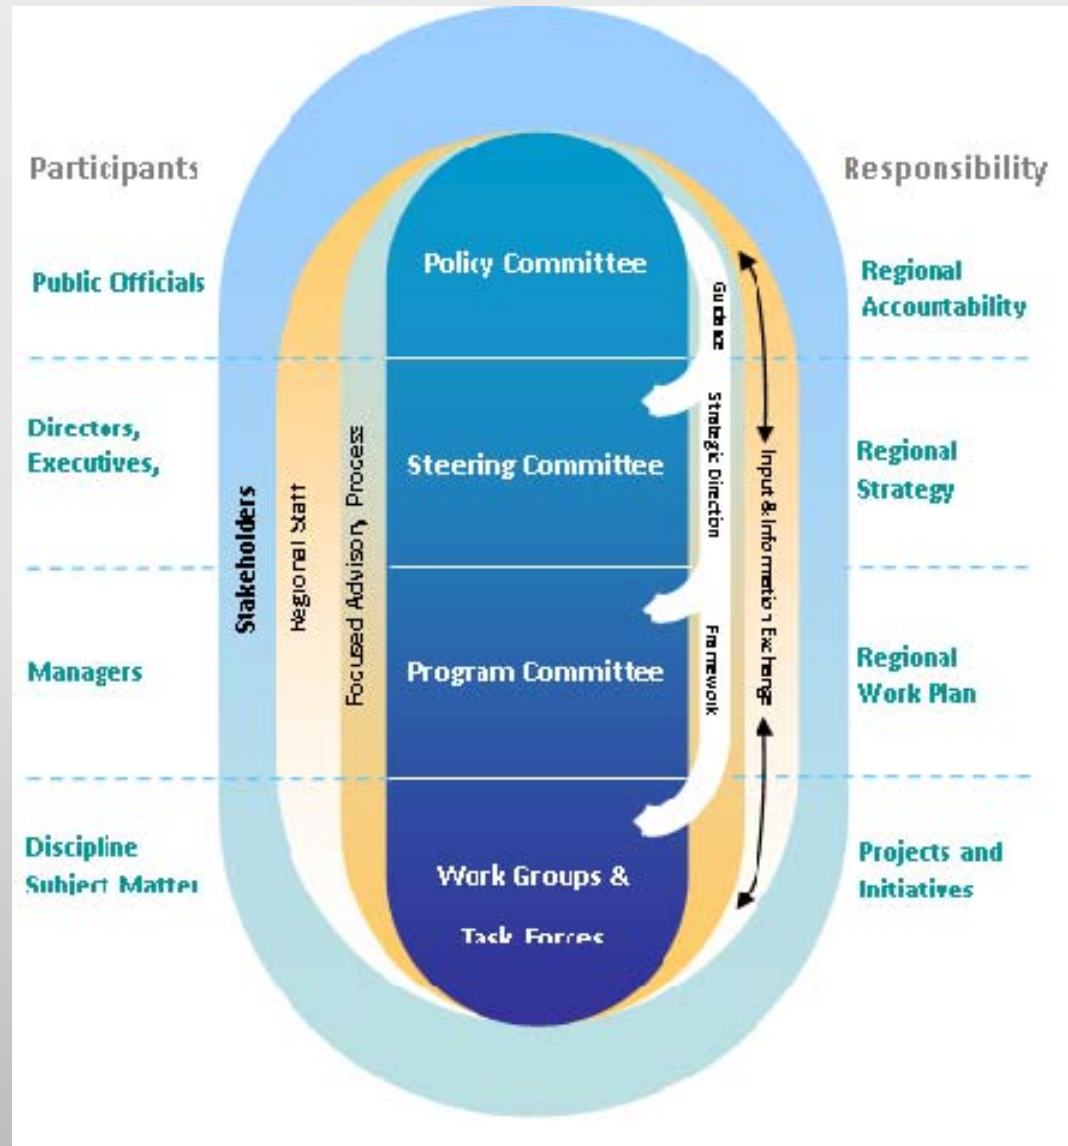 Participants
Responsibility
Public Officials
Policy Committee
Regional
Accountability
Guidance
Directors,
Executives,
Steering Committee
Strategic Direction
Regional
Strategy
Stakeholders
Regional Staff
Focused Advisory Process
Input & Information Exchange
Managers
Program Committee
Framework
Regional
Work Plan
Discipline
Subject Matter
Work Groups &
Task Forces
Projects and
Initiatives